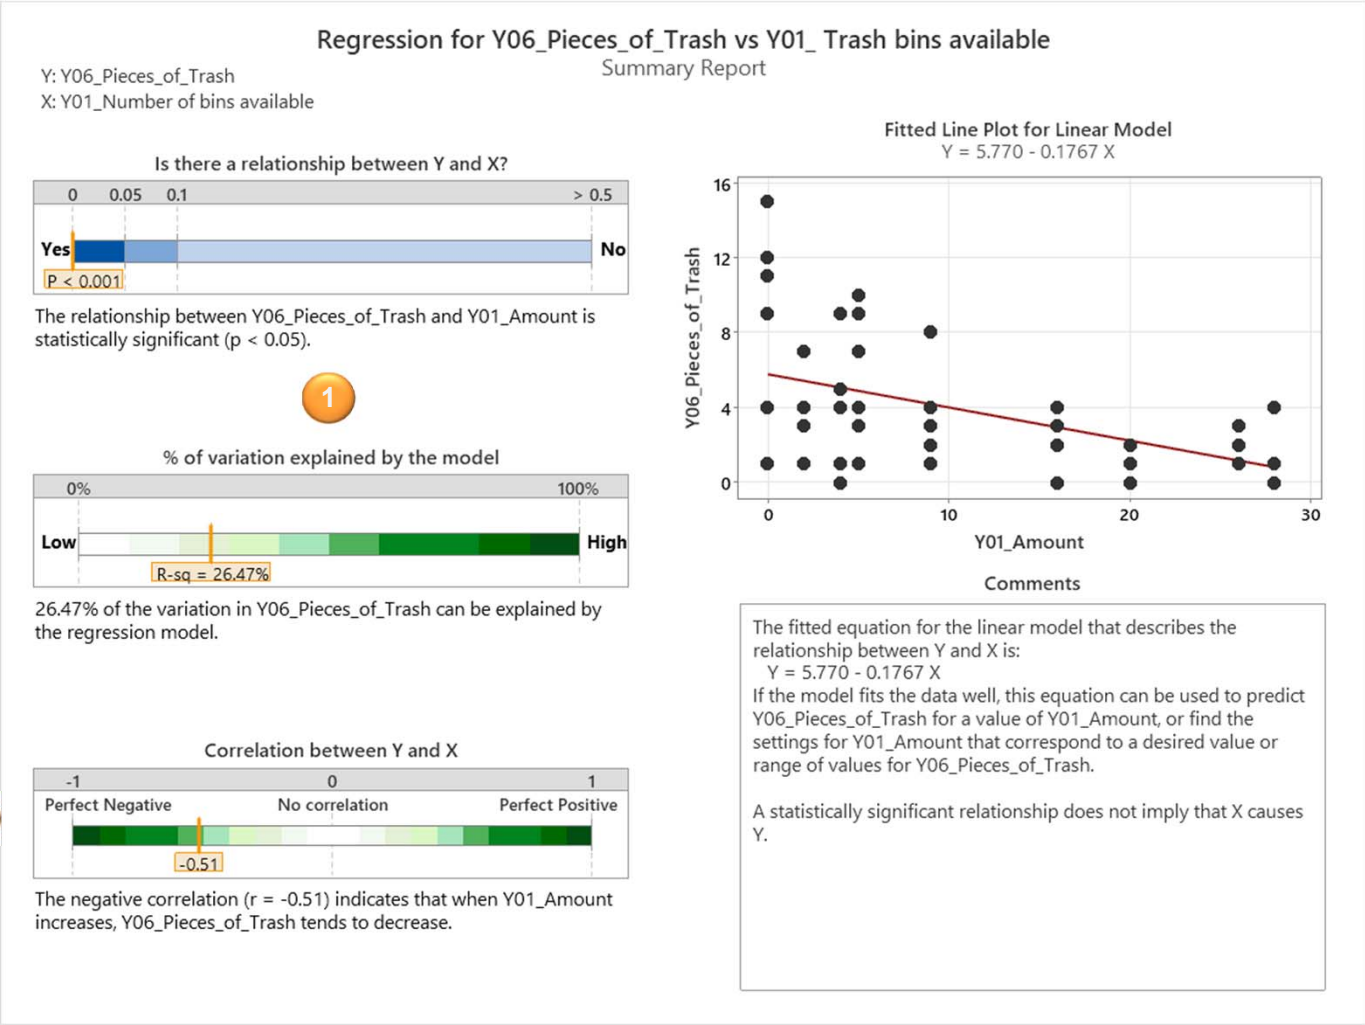 Regression for Y06_Pieces_of_Trash vs Y01_ Trash bins available
Summary Report
Y: Y06_Pieces_of_Trash
X: Y01_Number of bins available
Is there a relationship between Y and X?
0 0.05 0.1 > 0.5
Yes No
P < 0.001
The relationship between Y06_Pieces_of_Trash and Y01_Amount is
statistically significant (p < 0.05).
1
% of variation explained by the model
0% 100%
Low High
R-sq = 26.47%
26.47% of the variation in Y06_Pieces_of_Trash can be explained by
the regression model.
Correlation between Y and X
-1 0 1
Perfect Negative No correlation Perfect Positive
-0.51
The negative correlation (r = -0.51) indicates that when Y01_Amount
increases, Y06_Pieces_of_Trash tends to decrease.
Fitted Line Plot for Linear Model
Y = 5.770 - 0.1767 X
16
12
8
4
0
Y06_Pieces_of_Trash
0 10 20 30
Y01_Amount
Comments
The fitted equation for the linear model that describes the
relationship between Y and X is:
Y = 5.770 - 0.1767 X
If the model fits the data well, this equation can be used to predict
Y06_Pieces_of_Trash for a value of Y01_Amount, or find the
settings for Y01_Amount that correspond to a desired value or
range of values for Y06_Pieces_of_Trash.
A statistically significant relationship does not imply that X causes
Y.